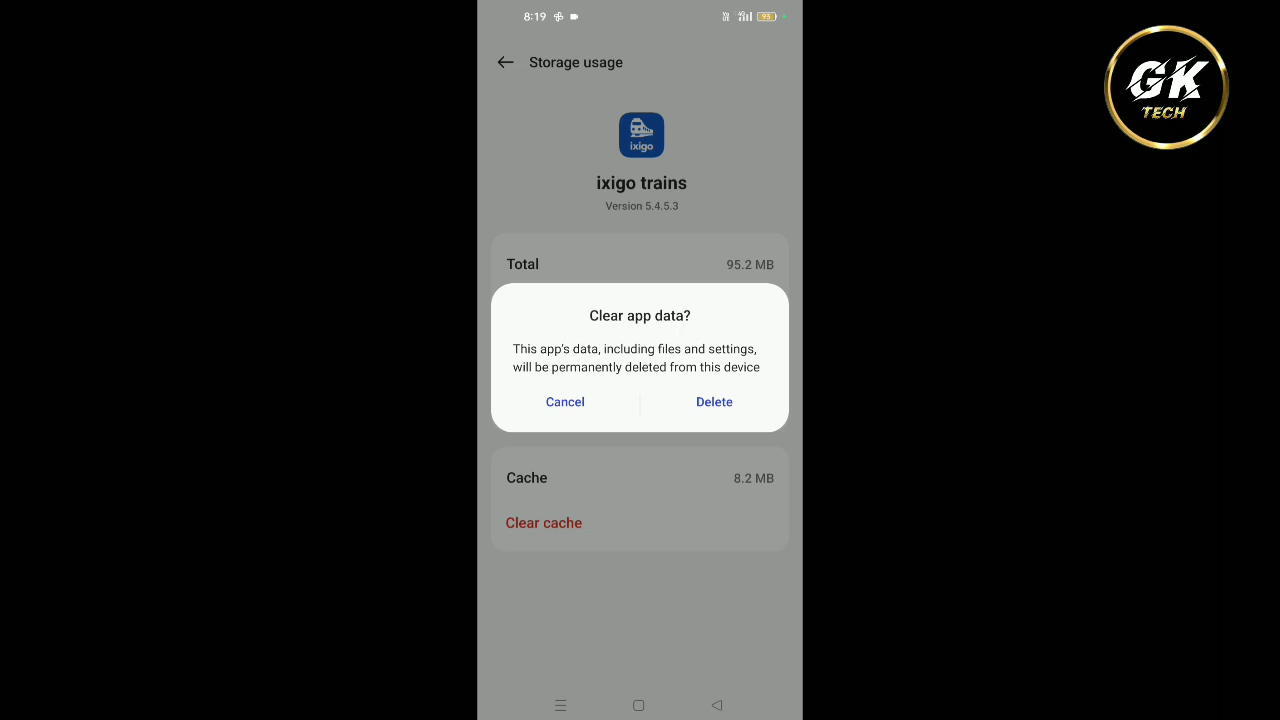 8:19
4G
93
GK
TECH
Storage usage
ixigo
ixigo trains
Version 5.4.5.3
Total 95.2 MB
Clear app data?
This app's data, including files and settings,
will be permanently deleted from this device
Cancel Delete
Cache 8.2 MB
Clear cache